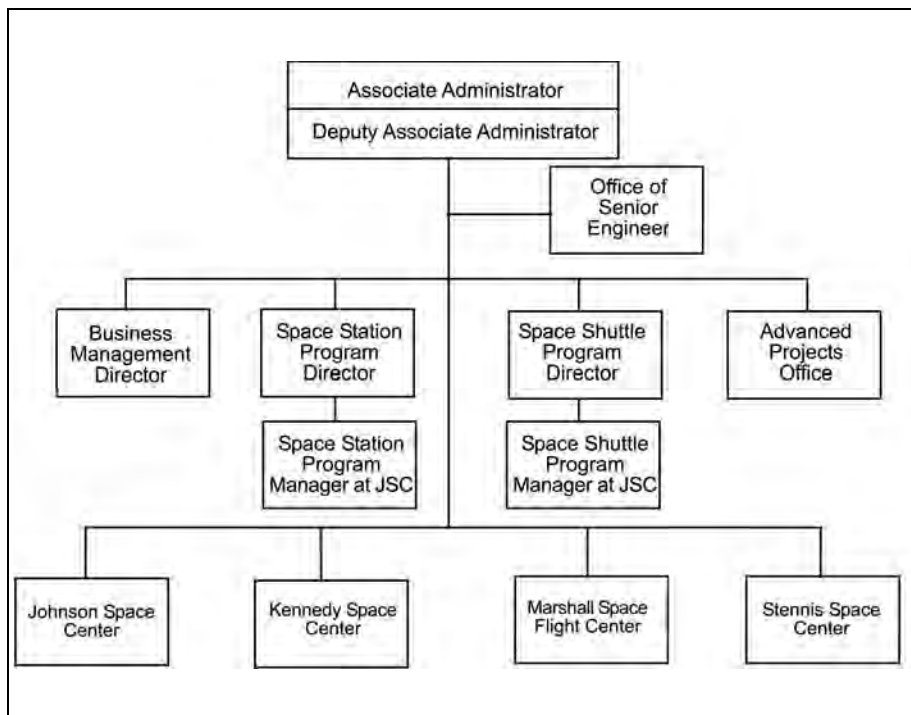 Associate Administrator
Deputy Associate Administrator
Office of
Senior
Engineer
Business
Management
Director
Space Station
Program
Director
Space Shuttle
Program
Director
Advanced
Projects
Office
Space Station
Program
Manager at JSC
Space Shuttle
Program
Manager at JSC
Johnson Space
Center
Kennedy Space
Center
Marshall Space
Flight Center
Stennis Space
Center